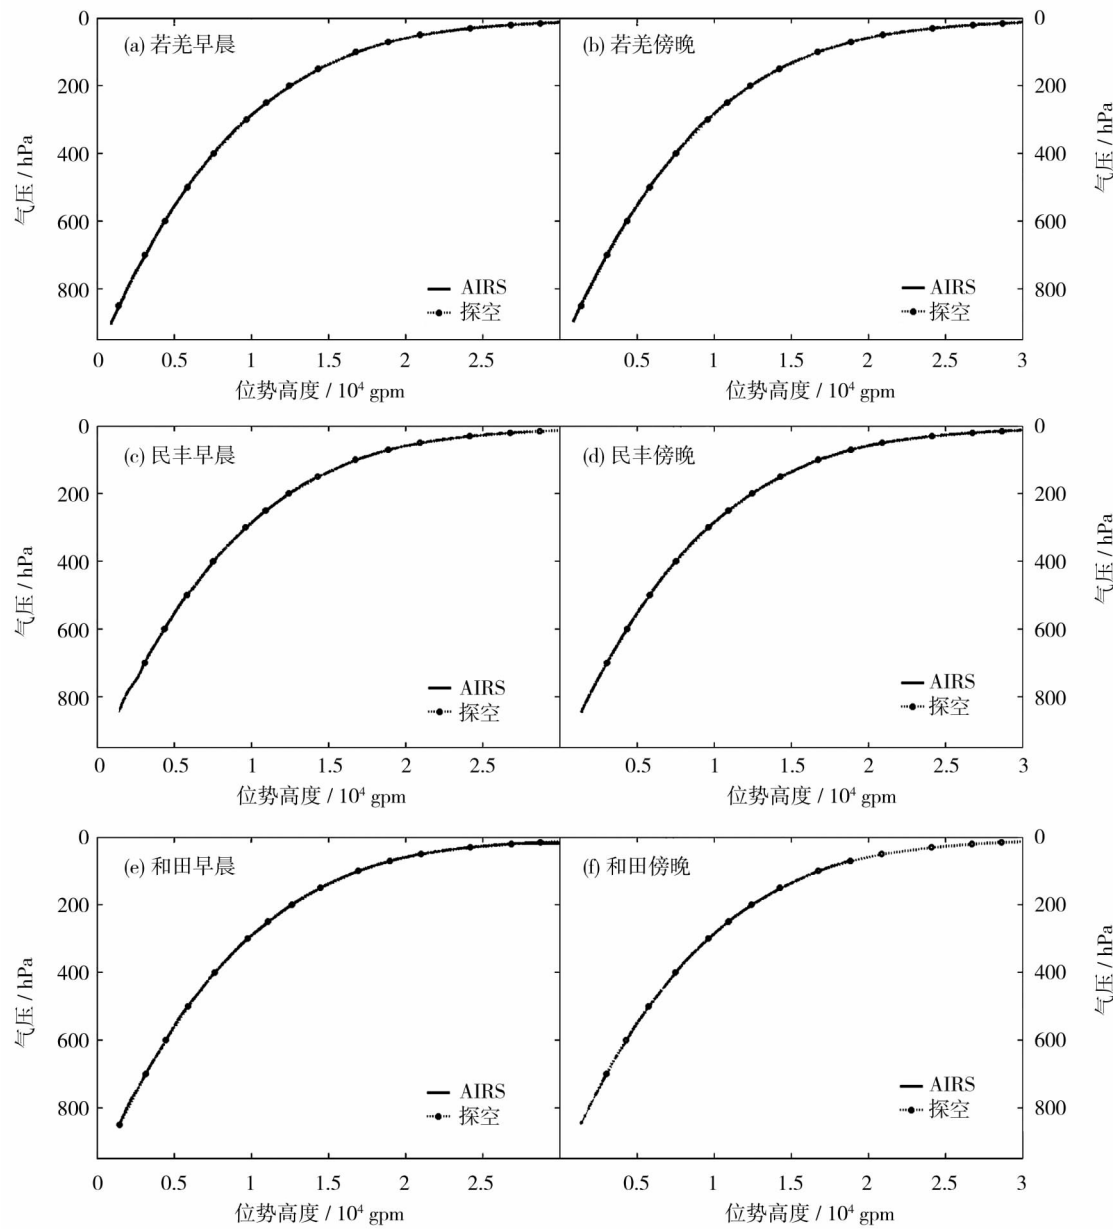 (a) 若羌早晨
(b) 若羌傍晚
0
200
400
600
800
气压 / hPa
AIRS
探空
AIRS
探空
0
200
400
600
800
气压 / hPa
0 0.5 1 1.5 2 2.5
0.5 1 1.5 2 2.5 3
位势高度 / 10⁴ gpm
位势高度 / 10⁴ gpm
(c) 民丰早晨
(d) 民丰傍晚
0
200
400
600
800
气压 / hPa
AIRS
探空
AIRS
探空
0
200
400
600
800
气压 / hPa
0 0.5 1 1.5 2 2.5
0.5 1 1.5 2 2.5 3
位势高度 / 10⁴ gpm
位势高度 / 10⁴ gpm
(e) 和田早晨
(f) 和田傍晚
0
200
400
600
800
气压 / hPa
AIRS
探空
AIRS
探空
0
200
400
600
800
气压 / hPa
0 0.5 1 1.5 2 2.5
0.5 1 1.5 2 2.5 3
位势高度 / 10⁴ gpm
位势高度 / 10⁴ gpm